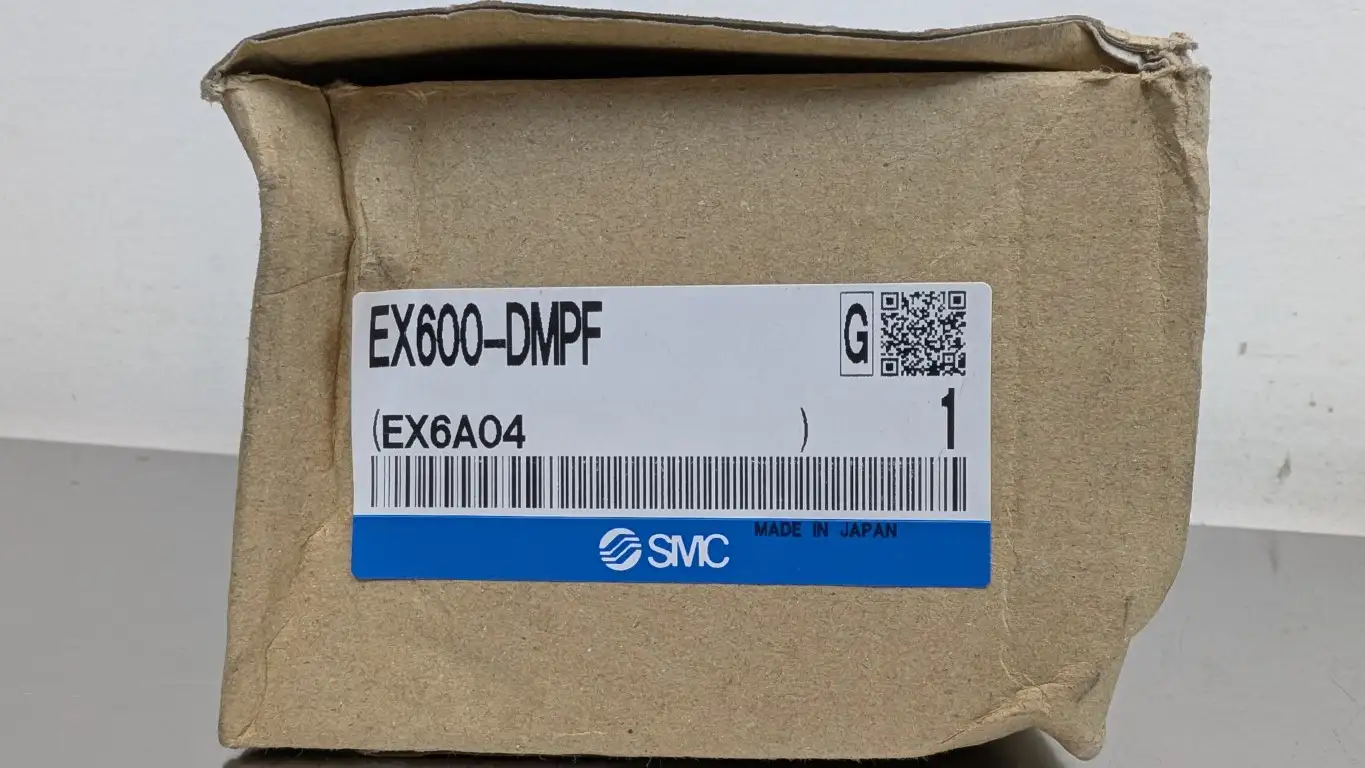 EX600-DMPF
G
(EX6A04 )
1
MADE IN JAPAN
SMC